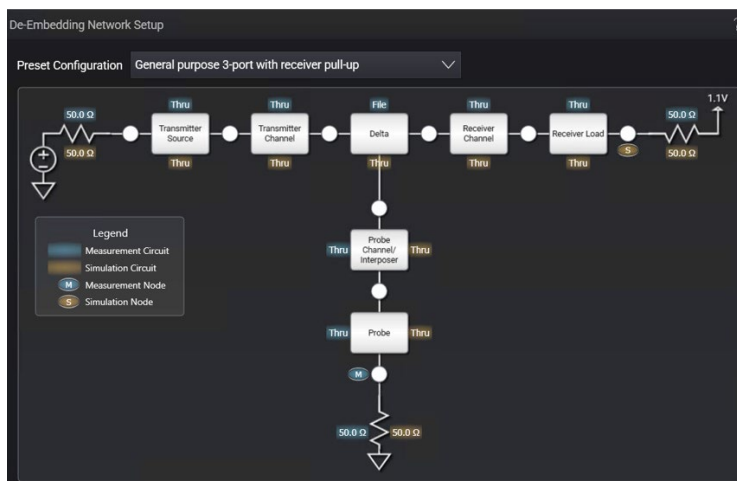 De-Embedding Network Setup
?
Preset Configuration General purpose 3-port with receiver pull-up
50.0 Ω Thru Thru File Thru Thru 50.0 Ω 1.1V
Transmitter Source
Transmitter Channel
Delta
Receiver Channel
Receiver Load
50.0 Ω Thru Thru Thru Thru Thru S 50.0 Ω
Legend
Measurement Circuit
Simulation Circuit
M Measurement Node
S Simulation Node
Thru Probe Channel/ Interposer Thru
Thru Probe Thru
M
50.0 Ω 50.0 Ω